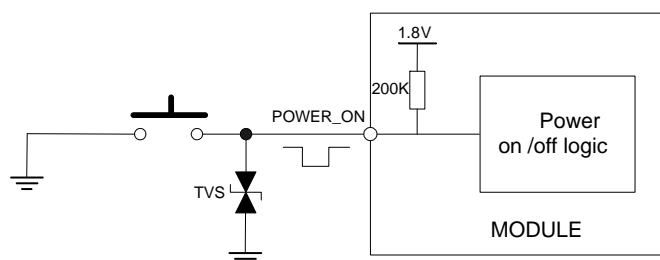 1.8V
200K
POWER_ON
Power
on /off logic
TVS
MODULE